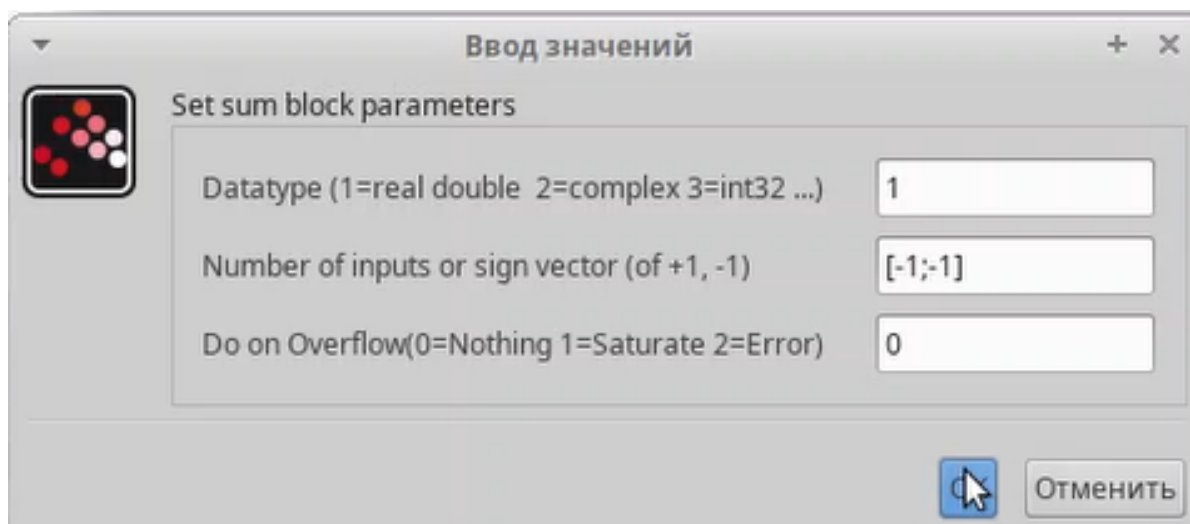 Ввод значений
Set sum block parameters
Datatype (1=real double 2=complex 3=int32 ...) 1
Number of inputs or sign vector (of +1, -1) [-1;-1]
Do on Overflow(0=Nothing 1=Saturate 2=Error) 0
Отменить